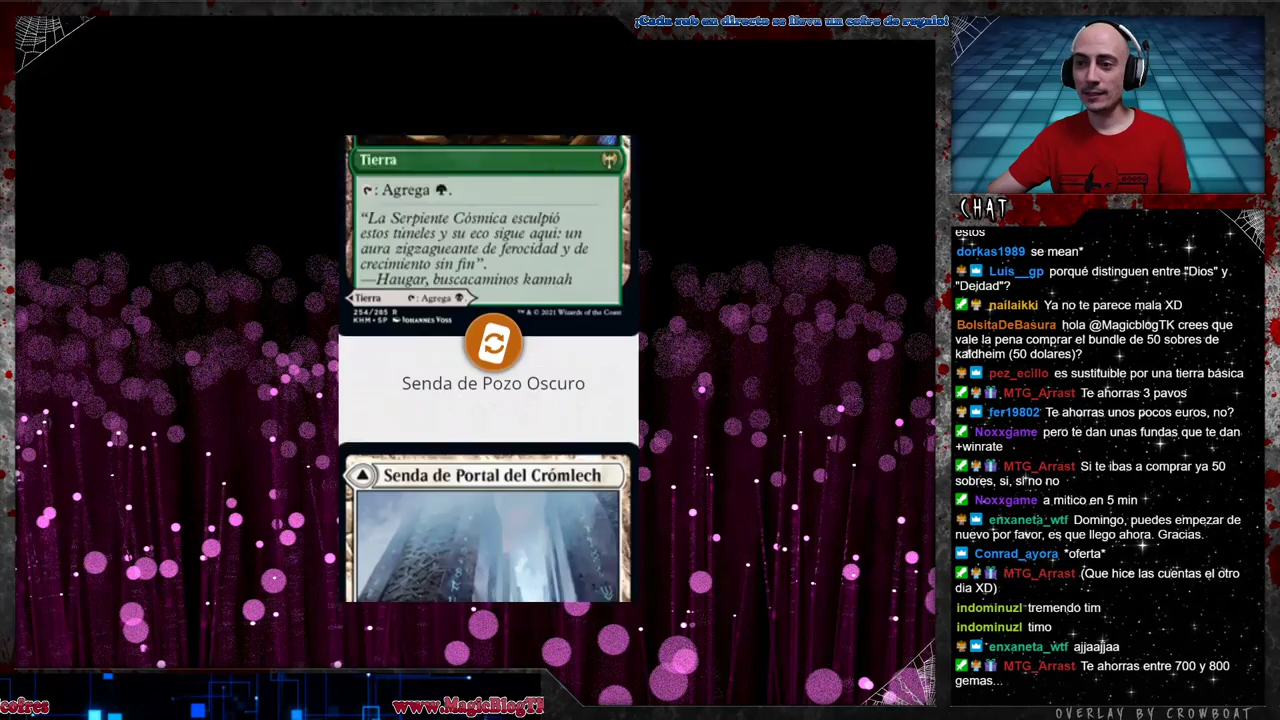 ¡Cada sub en directo se lleva un cofre de regalo!
Tierra
: Agrega .
“La Serpiente Cósmica esculpió
estos túneles y su eco sigue aquí: un
aura zigzagueante de ferocidad y de
crecimiento sin fin”.
—Haugar, buscacaminos kannah
Tierra : Agrega .
254/285 R
KHM • SP JOHANNES VOSS
™ & © 2021 Wizards of the Coast
Senda de Pozo Oscuro
Senda de Portal del Crómlech
CHAT
estos
dorkas1989 se mean*
Luis__gp porqué distinguen entre "Dios" y
"Dejdad"?
nailaikki Ya no te parece mala XD
BolsitaDeBasura hola @MagicblogTK crees que
vale la pena comprar el bundle de 50 sobres de
kaldheim (50 dolares)?
pez_ecillo es sustituible por una tierra básica
MTG_Arrast Te ahorras 3 pavos
fer19802 Te ahorras unos pocos euros, no?
Noxxgame pero te dan unas fundas que te dan
+winrate
MTG_Arrast Si te ibas a comprar ya 50
sobres, si, si no no
Noxxgame a mitico en 5 min
enxaneta_wtf Domingo, puedes empezar de
nuevo por favor, es que llego ahora. Gracias.
Conrad_ayora *oferta*
MTG_Arrast (Que hice las cuentas el otro
dia XD)
indominuzl tremendo tim
indominuzl timo
enxaneta_wtf ajjaajjaa
MTG_Arrast Te ahorras entre 700 y 800
gemas...
cofres
www.MagicBlogTK
OVERLAY BY CROWBOAT